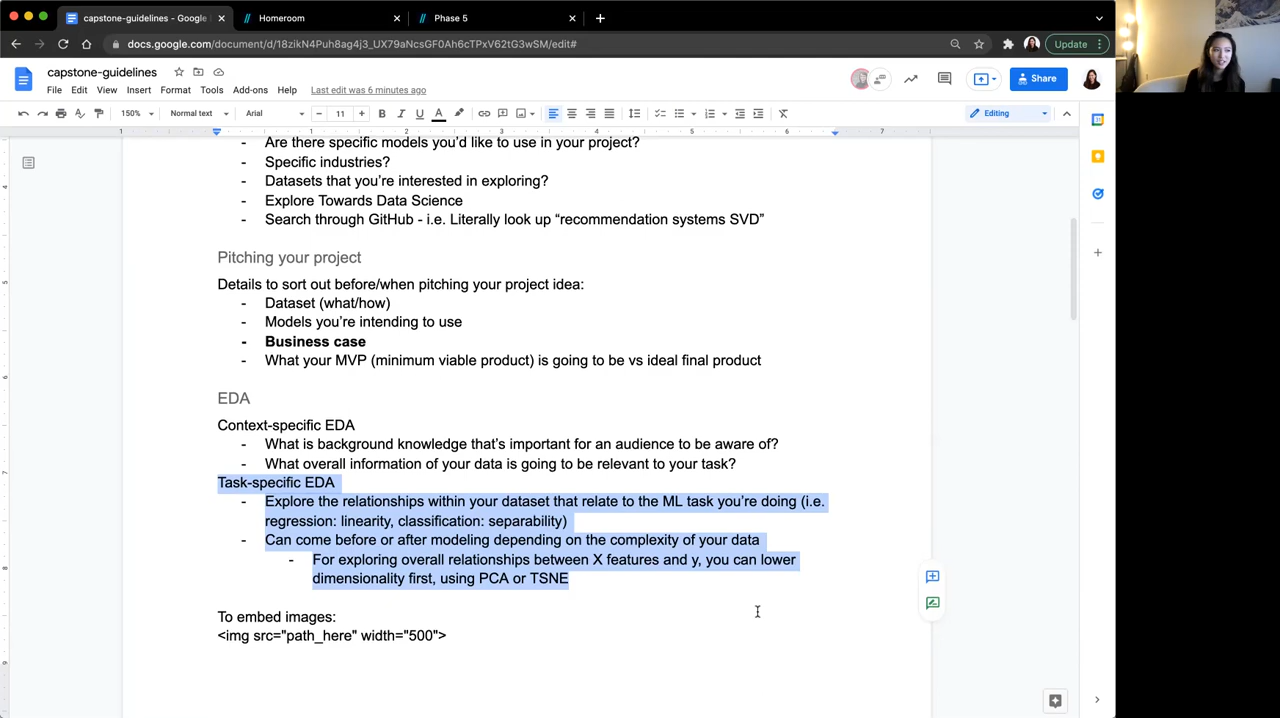 capstone-guidelines - Google
Homeroom
Phase 5
docs.google.com/document/d/18zikN4Puh8ag4j3_UX79aNcsGF0Ah6cTPxV62tG3wSM/edit#
Update
capstone-guidelines
File Edit View Insert Format Tools Add-ons Help Last edit was 6 minutes ago
Share
150% Normal text Arial 11 B I U A Editing
1 1 2 3 4 5 6 7
- Are there specific models you'd like to use in your project?
- Specific industries?
- Datasets that you're interested in exploring?
- Explore Towards Data Science
- Search through GitHub - i.e. Literally look up “recommendation systems SVD”
Pitching your project
Details to sort out before/when pitching your project idea:
- Dataset (what/how)
- Models you're intending to use
- Business case
- What your MVP (minimum viable product) is going to be vs ideal final product
EDA
Context-specific EDA
- What is background knowledge that's important for an audience to be aware of?
- What overall information of your data is going to be relevant to your task?
Task-specific EDA
- Explore the relationships within your dataset that relate to the ML task you're doing (i.e.
regression: linearity, classification: separability)
- Can come before or after modeling depending on the complexity of your data
- For exploring overall relationships between X features and y, you can lower
dimensionality first, using PCA or TSNE
To embed images:
<img src="path_here" width="500">